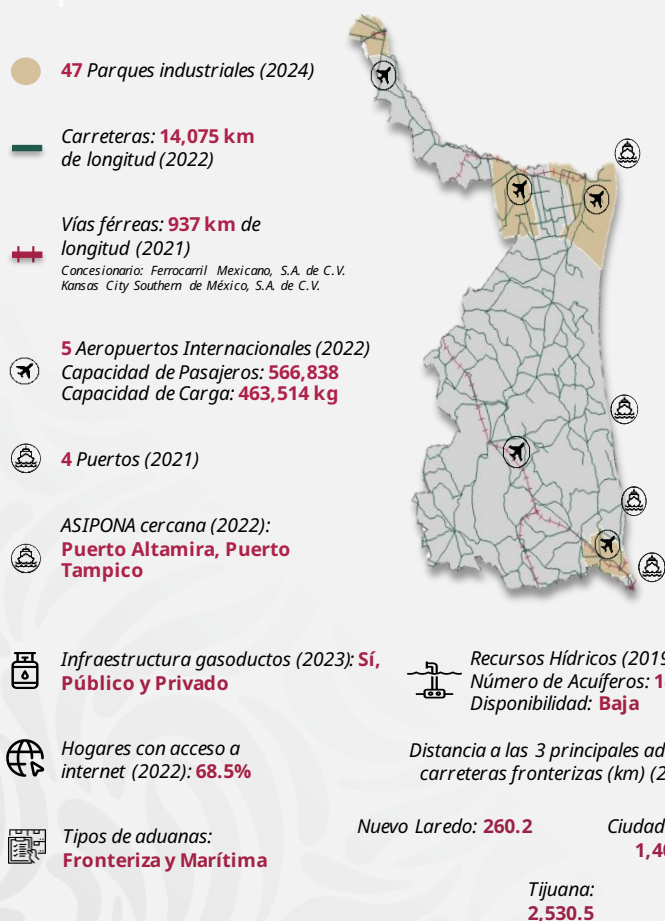 47 Parques industriales (2024)
Carreteras: 14,075 km
de longitud (2022)
Vías férreas: 937 km de
longitud (2021)
Concesionario: Ferrocarril Mexicano, S.A. de C.V.
Kansas City Southern de México, S.A. de C.V.
5 Aeropuertos Internacionales (2022)
Capacidad de Pasajeros: 566,838
Capacidad de Carga: 463,514 kg
4 Puertos (2021)
ASIPONA cercana (2022):
Puerto Altamira, Puerto
Tampico
Infraestructura gasoductos (2023): Sí,
Público y Privado
Recursos Hídricos (2019
Número de Acuíferos:
Disponibilidad: Baja
Hogares con acceso a
internet (2022): 68.5%
Distancia a las 3 principales
carreteras fronterizas (km)
Tipos de aduanas:
Fronteriza y Marítima
Nuevo Laredo: 260.2
Ciudad
Tijuana:
2,530.5